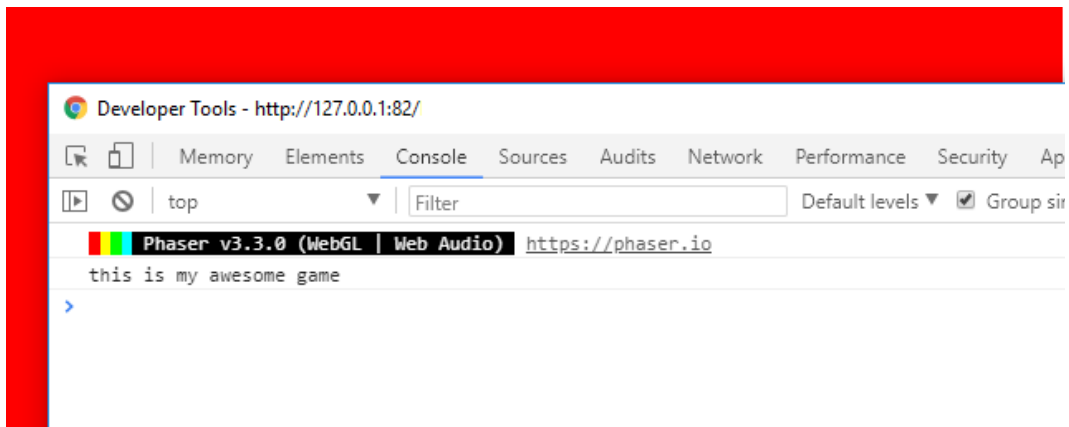 Developer Tools - http://127.0.0.1:82/
Memory Elements Console Sources Audits Network Performance Security Ap
top Filter Default levels Group sim
Phaser v3.3.0 (WebGL | Web Audio) https://phaser.io
this is my awesome game
>